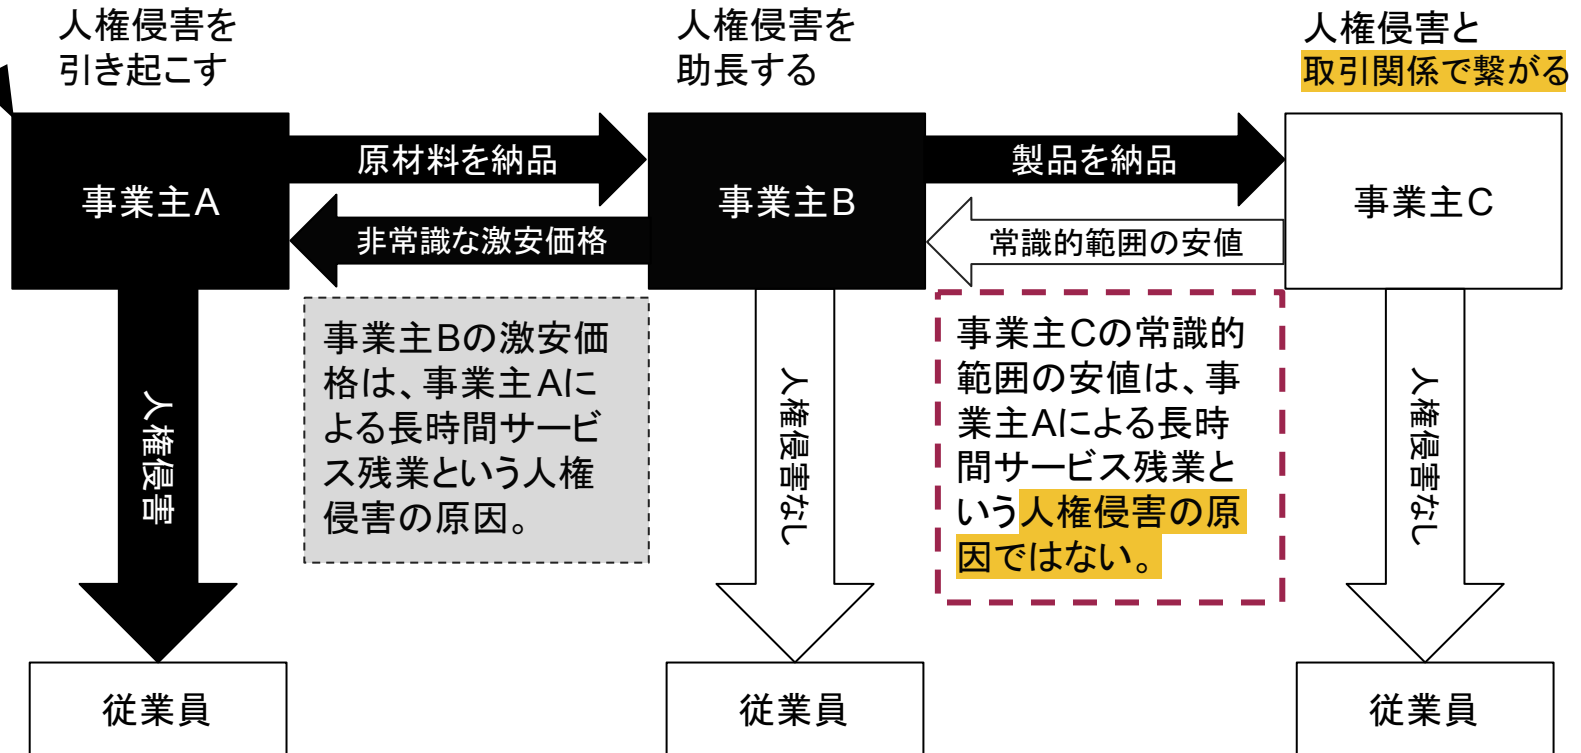 人権侵害を
引き起こす
人権侵害を
助長する
人権侵害と
取引関係で繋がる
事業主A
原材料を納品
非常識な激安価格
事業主B
製品を納品
常識的範囲の安値
事業主C
人権侵害
事業主Bの激安価
格は、事業主Aに
よる長時間サービ
ス残業という人権
侵害の原因。
人権侵害なし
事業主Cの常識的
範囲の安値は、事
業主Aによる長時
間サービス残業と
いう人権侵害の原
因ではない。
人権侵害なし
従業員
従業員
従業員